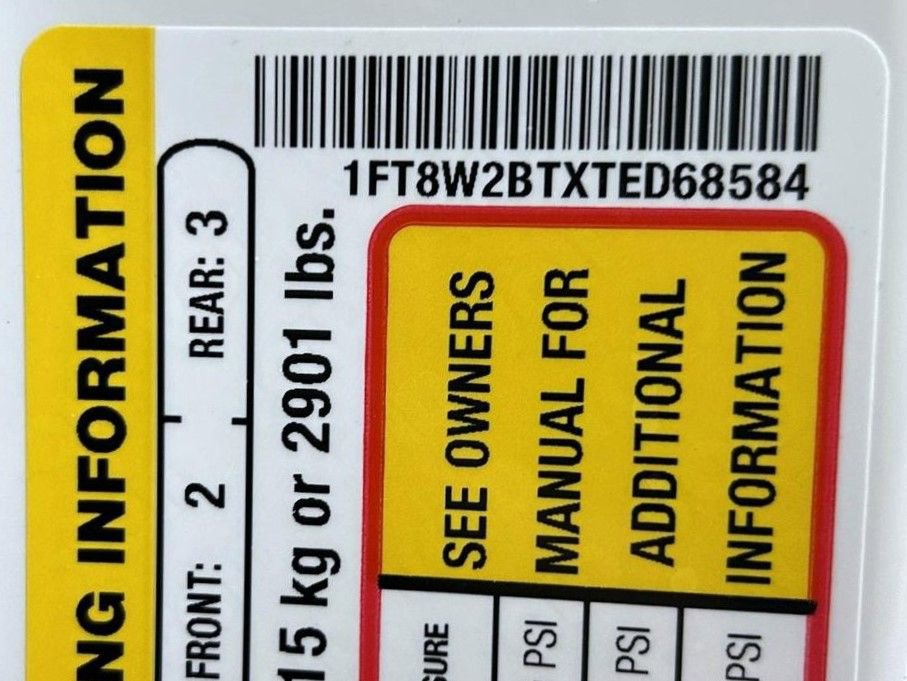 1FT8W2BTXTED68584
NG INFORMATION
FRONT: 2 REAR: 3
15 kg or 2901 lbs.
SURE
SEE OWNERS
PSI
MANUAL FOR
PSI
ADDITIONAL
PSI
INFORMATION